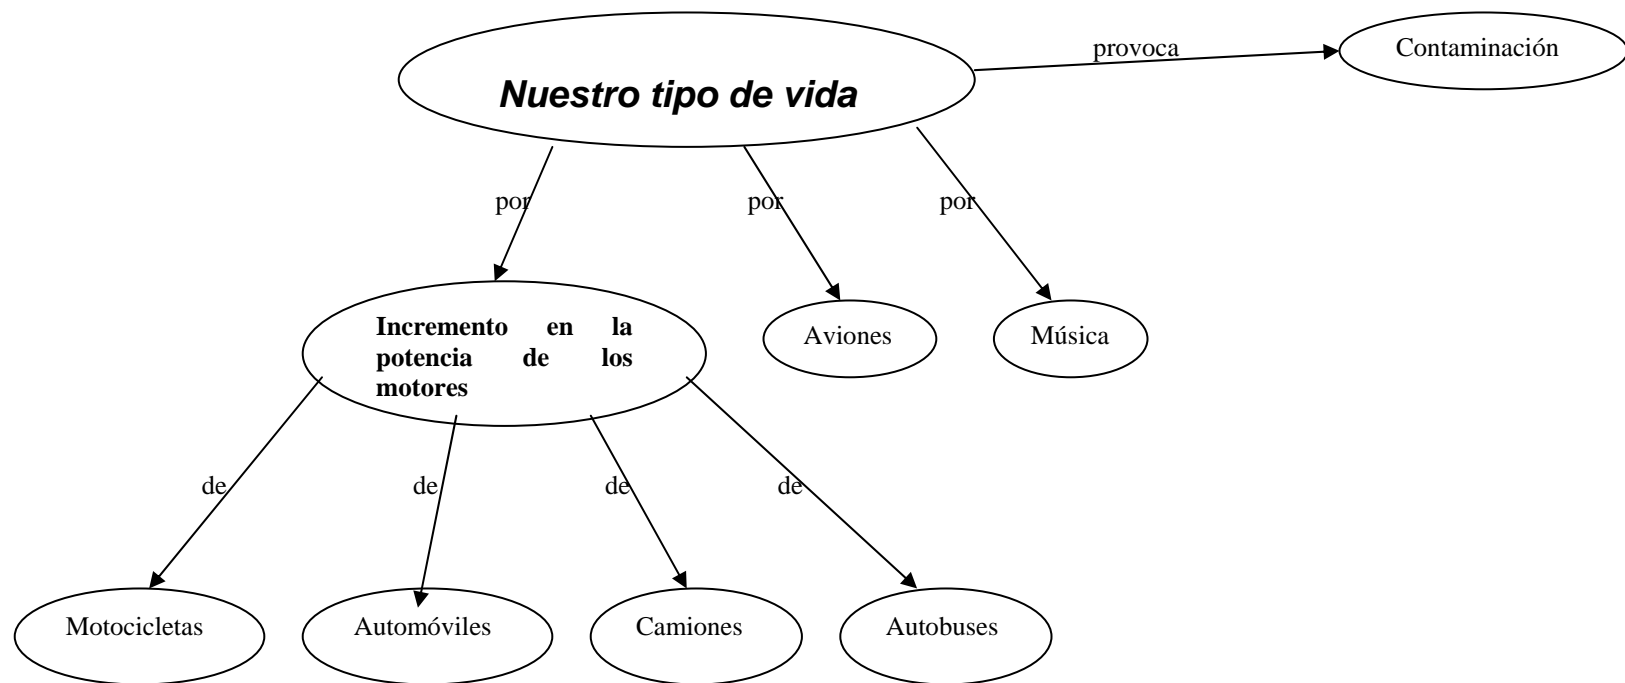 provoca
Contaminación
Nuestro tipo de vida
por
por
por
Incremento en la
potencia de los
motores
Aviones
Música
de
de
de
de
Motocicletas
Automóviles
Camiones
Autobuses